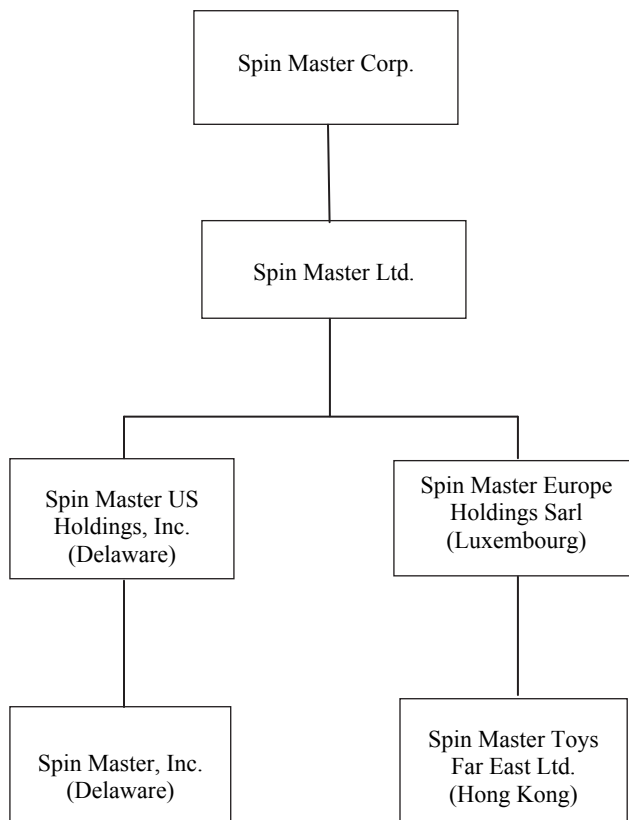 Spin Master Corp.
Spin Master Ltd.
Spin Master US
Holdings, Inc.
(Delaware)
Spin Master Europe
Holdings Sarl
(Luxembourg)
Spin Master, Inc.
(Delaware)
Spin Master Toys
Far East Ltd.
(Hong Kong)